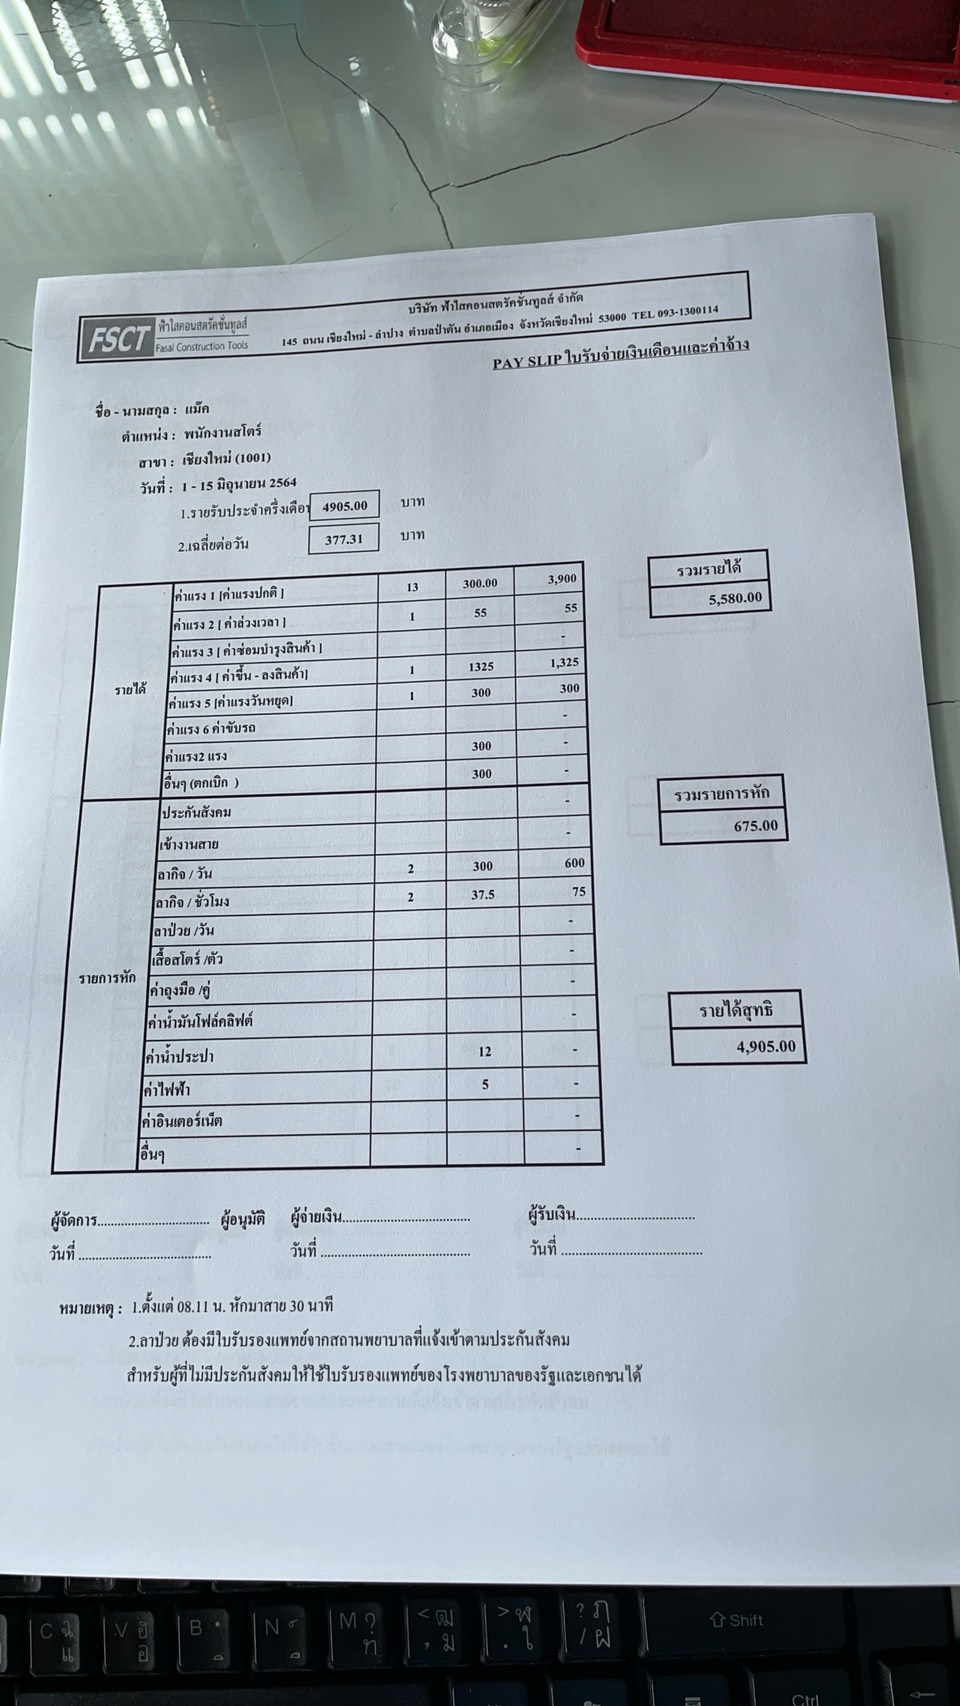 FSCT ฟ้าใสคอนสตรัคชั่นทูลส์
Fasai Construction Tools
บริษัท ฟ้าใสคอนสตรัคชั่นทูลส์ จำกัด
145 ถนน เชียงใหม่ - ลำปาง ตำบลป่าตัน อำเภอเมือง จังหวัดเชียงใหม่ 53000 TEL 093-1300114
PAY SLIP ใบรับจ่ายเงินเดือนและค่าจ้าง
ชื่อ - นามสกุล : แม๊ค
ตำแหน่ง : พนักงานสโตร์
สาขา : เชียงใหม่ (1001)
วันที่ : 1 - 15 มิถุนายน 2564
1.รายรับประจำครึ่งเดือน 4905.00 บาท
2.เฉลี่ยต่อวัน 377.31 บาท
รายได้
ค่าแรง 1 [ค่าแรงปกติ ] 13 300.00 3,900
ค่าแรง 2 [ ค่าล่วงเวลา ] 1 55 55
ค่าแรง 3 [ ค่าซ่อมบำรุงสินค้า ] -
ค่าแรง 4 [ ค่าขึ้น - ลงสินค้า] 1 1325 1,325
ค่าแรง 5 [ค่าแรงวันหยุด] 1 300 300
ค่าแรง 6 ค่าขับรถ -
ค่าแรง2 แรง 300 -
อื่นๆ (ตกเบิก ) 300 -
รวมรายได้
5,580.00
รายการหัก
ประกันสังคม -
เข้างานสาย -
ลากิจ / วัน 2 300 600
ลากิจ / ชั่วโมง 2 37.5 75
ลาป่วย /วัน -
เสื้อสโตร์ /ตัว -
ค่าถุงมือ /คู่ -
ค่าน้ำมันโฟล์คลิฟต์ -
ค่าน้ำประปา 12 -
ค่าไฟฟ้า 5 -
ค่าอินเตอร์เน็ต -
อื่นๆ -
รวมรายการหัก
675.00
รายได้สุทธิ
4,905.00
ผู้จัดการ.................................. ผู้อนุมัติ ผู้จ่ายเงิน....................................... ผู้รับเงิน....................................
วันที่ ........................................ วันที่ ............................................. วันที่ ...........................................
หมายเหตุ : 1.ตั้งแต่ 08.11 น. หักมาสาย 30 นาที
2.ลาป่วย ต้องมีใบรับรองแพทย์จากสถานพยาบาลที่แจ้งเข้าตามประกันสังคม
สำหรับผู้ที่ไม่มีประกันสังคมให้ใช้ใบรับรองแพทย์ของโรงพยาบาลของรัฐและเอกชนได้
C ฉ แ V ฮ อ B ฺ ิ N ์ ื M ? ท < ฒ , ม > ฬ . ใ ? ฦ / ฝ Shift
Ctrl